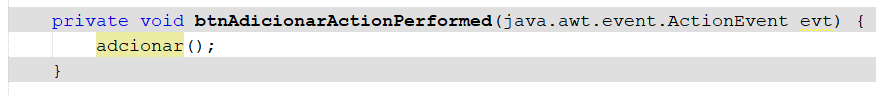 private void btnAdicionarActionPerformed(java.awt.event.ActionEvent evt) {
adcionar();
}